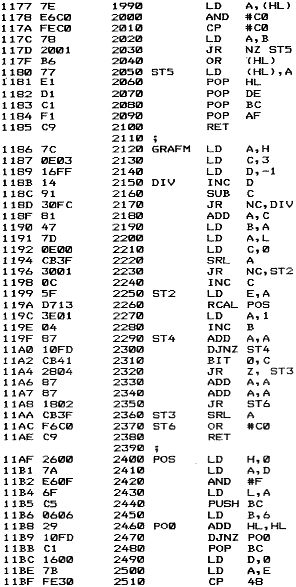 1177 7E 1990 LD A,(HL)
1178 E6C0 2000 AND #C0
117A FEC0 2010 CP #C0
117C 78 2020 LD A,B
117D 2001 2030 JR NZ ST5
117F B6 2040 OR (HL)
1180 77 2050 ST5 LD (HL),A
1181 E1 2060 POP HL
1182 D1 2070 POP DE
1183 C1 2080 POP BC
1184 F1 2090 POP AF
1185 C9 2100 RET
2110 ;
1186 7C 2120 GRAFM LD A,H
1187 0E03 2130 LD C,3
1189 16FF 2140 LD D,-1
118B 14 2150 DIV INC D
118C 91 2160 SUB C
118D 30FC 2170 JR NC,DIV
118F 81 2180 ADD A,C
1190 47 2190 LD B,A
1191 7D 2200 LD A,L
1192 0E00 2210 LD C,0
1194 CB3F 2220 SRL A
1196 3001 2230 JR NC,ST2
1198 0C 2240 INC C
1199 5F 2250 ST2 LD E,A
119A D713 2260 RCAL POS
119C 3E01 2270 LD A,1
119E 04 2280 INC B
119F 87 2290 ST4 ADD A,A
11A0 10FD 2300 DJNZ ST4
11A2 CB41 2310 BIT 0,C
11A4 2804 2320 JR Z, ST3
11A6 87 2330 ADD A,A
11A7 87 2340 ADD A,A
11A8 1802 2350 JR ST6
11AA CB3F 2360 ST3 SRL A
11AC F6C0 2370 ST6 OR #C0
11AE C9 2380 RET
2390 ;
11AF 2600 2400 POS LD H,0
11B1 7A 2410 LD A,D
11B2 E60F 2420 AND #F
11B4 6F 2430 LD L,A
11B5 C5 2440 PUSH BC
11B6 0606 2450 LD B,6
11B8 29 2460 PO0 ADD HL,HL
11B9 10FD 2470 DJNZ PO0
11BB C1 2480 POP BC
11BC 1600 2490 LD D,0
11BE 7B 2500 LD A,E
11BF FE30 2510 CP 48